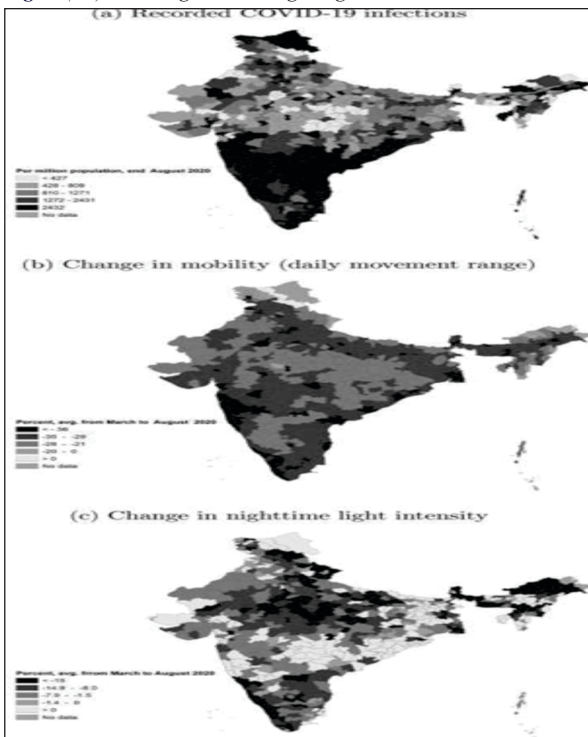 (a) Recorded COVID-19 infections
Per million population, end August 2020
< 427
428 - 809
810 - 1271
1272 - 2431
2432
No data
(b) Change in mobility (daily movement range)
Percent, avg. from March to August 2020
< - 36
-35 - -29
-28 - -21
-20 - 0
> 0
No data
(c) Change in nighttime light intensity
Percent, avg. from March to August 2020
< -15
-14.9 - -8.0
-7.9 - -1.5
-1.4 - 0
> 0
No data